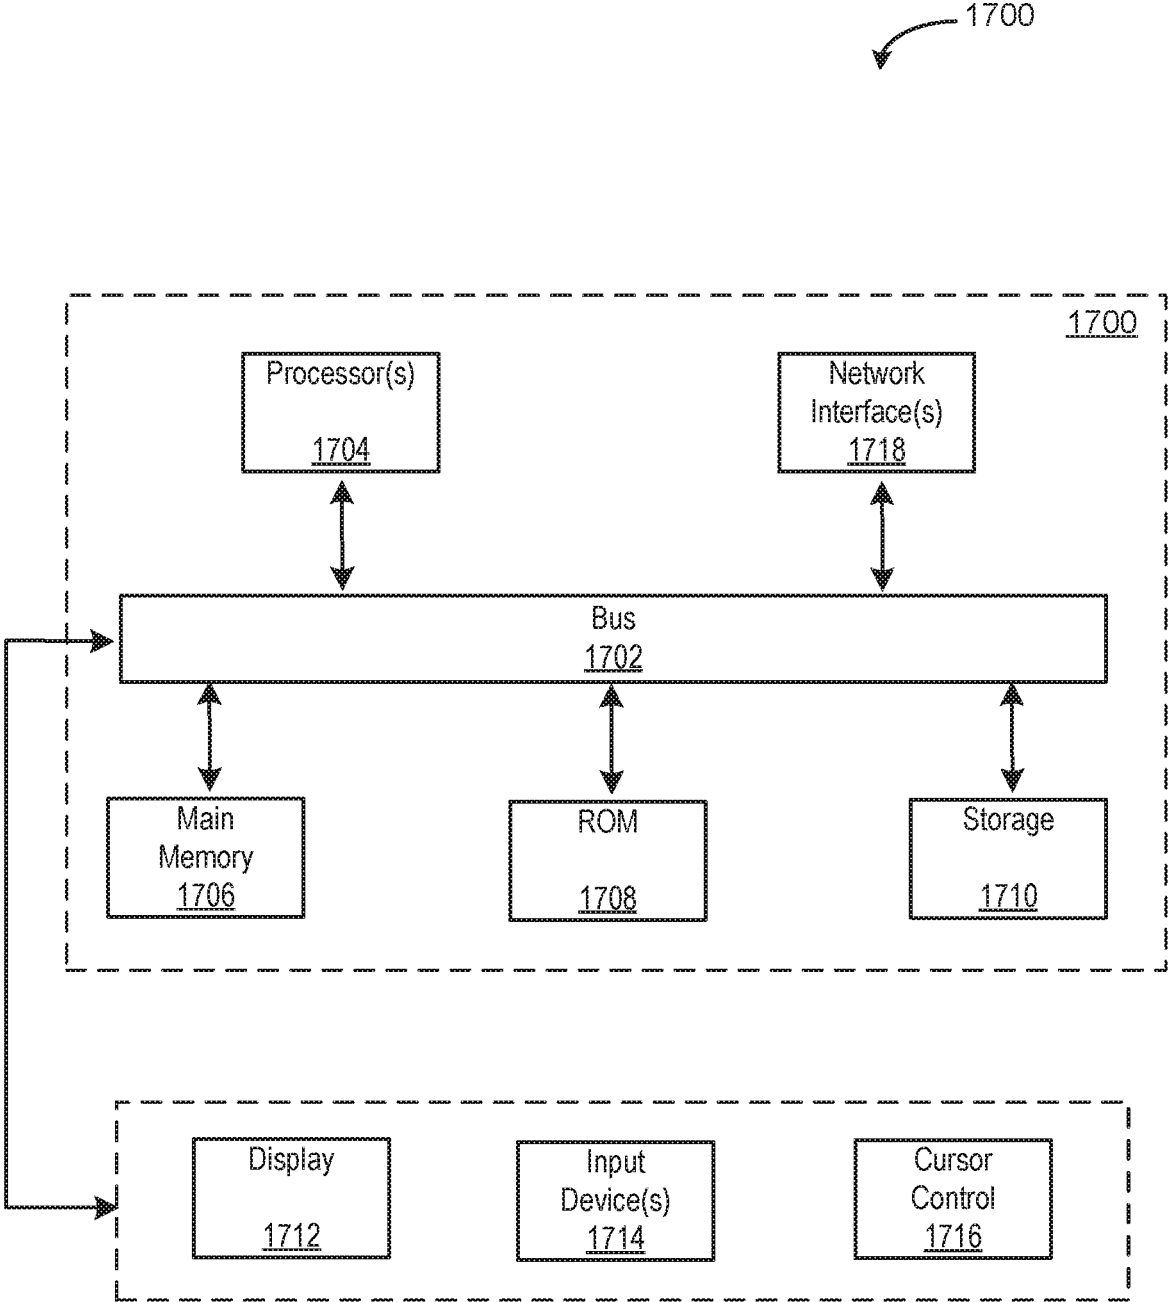 1700
1700
Processor(s)
1704
Network
Interface(s)
1718
Bus
1702
Main
Memory
1706
ROM
1708
Storage
1710
Display
1712
Input
Device(s)
1714
Cursor
Control
1716